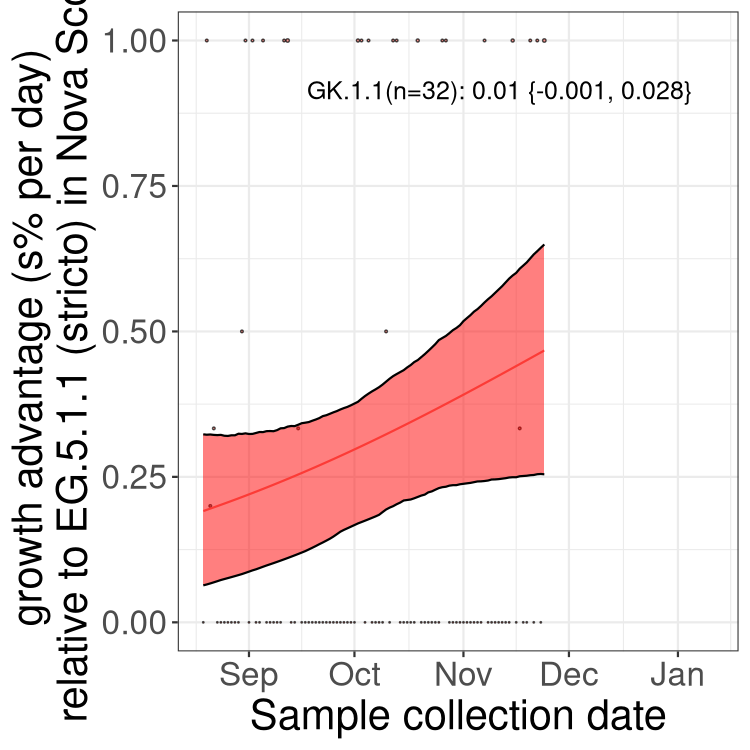 growth advantage (s% per day)
relative to EG.5.1.1 (stricto) in Nova Sco
1.00
0.75
0.50
0.25
0.00
GK.1.1(n=32): 0.01 {-0.001, 0.028}
Sep Oct Nov Dec Jan
Sample collection date